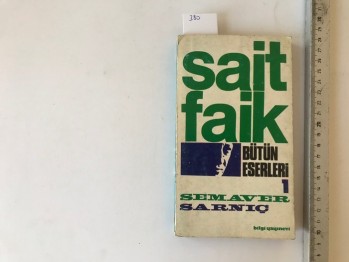 380
sait
faik
BÜTÜN
ESERLERİ
1
SEMAVER
SARNIÇ
bilgi yayınevi